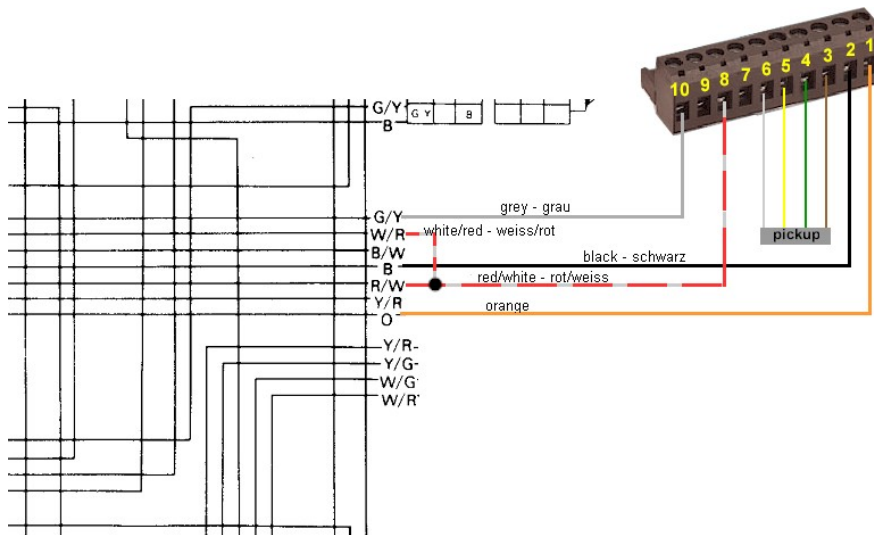 10 9 8 7 6 5 4 3 2 1
G/Y
G Y B
B
grey - grau
G/Y
W/R white/red - weiss/rot
pickup
B/W
black - schwarz
B
red/white - rot/weiss
R/W
Y/R
orange
O
Y/R
Y/G
W/G
W/R